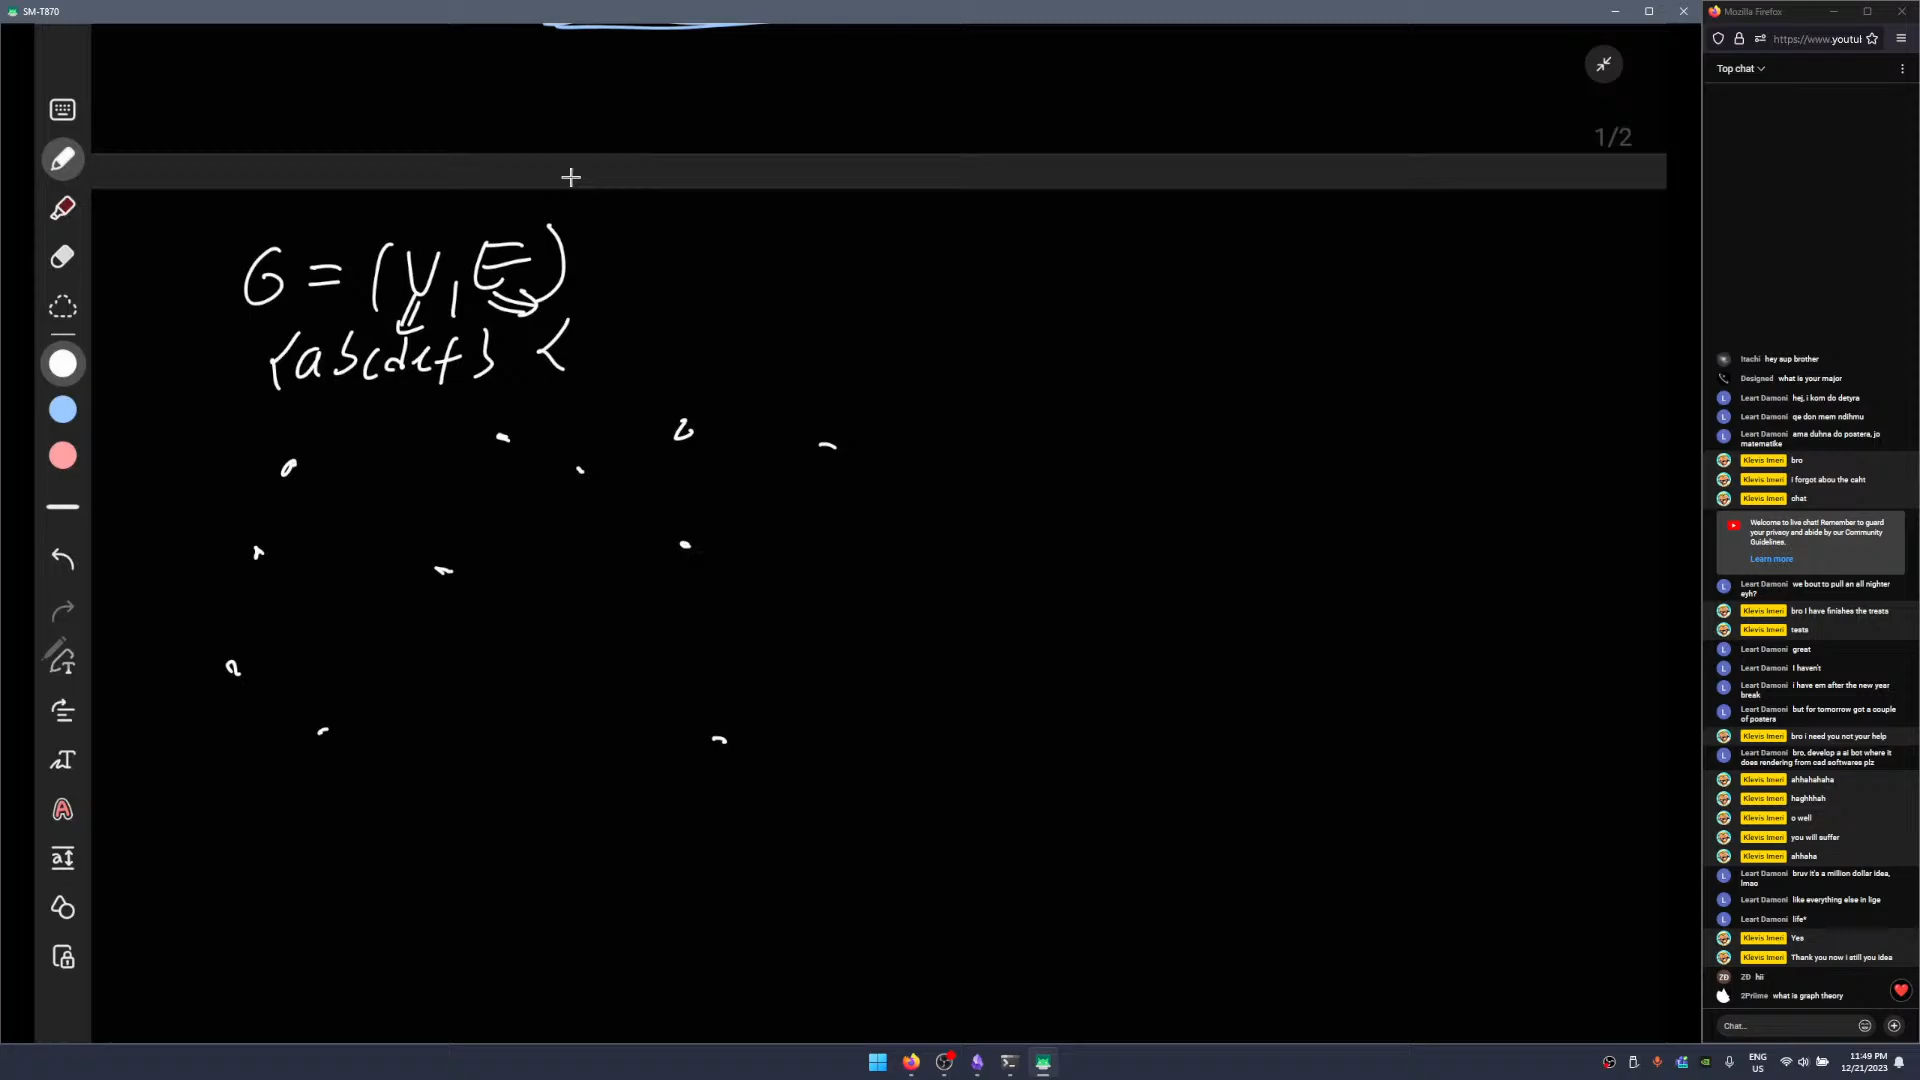 SM-T870
Mozilla Firefox
https://www.youtul
Top chat
1/2
G = (V, E)
{abcdef} {
Itachi hey sup brother
Designed what is your major
Leart Damoni hej, i kom do detyra
Leart Damoni qe don mem ndihmu
Leart Damoni ama duhna do postera, jo
matematike
Klevis Imeri bro
Klevis Imeri i forgot abou the caht
Klevis Imeri chat
Welcome to live chat! Remember to guard
your privacy and abide by our Community
Guidelines.
Learn more
Leart Damoni we bout to pull an all nighter
eyh?
Klevis Imeri bro I have finishes the trests
Klevis Imeri tests
Leart Damoni great
Leart Damoni I haven't
Leart Damoni i have em after the new year
break
Leart Damoni but for tomorrow got a couple
of posters
Klevis Imeri bro i need you not your help
Leart Damoni bro, develop a ai bot where it
does rendering from cad softwares plz
Klevis Imeri ahhahahaha
Klevis Imeri haghhhah
Klevis Imeri o well
Klevis Imeri you will suffer
Klevis Imeri ahhaha
Leart Damoni bruv it's a million dollar idea,
lmao
Leart Damoni like everything else in lige
Leart Damoni life*
Klevis Imeri Yes
Klevis Imeri Thank you now i still you idea
ZD hii
2Priime what is graph theory
Chat...
ENG
US
11:49 PM
12/21/2023